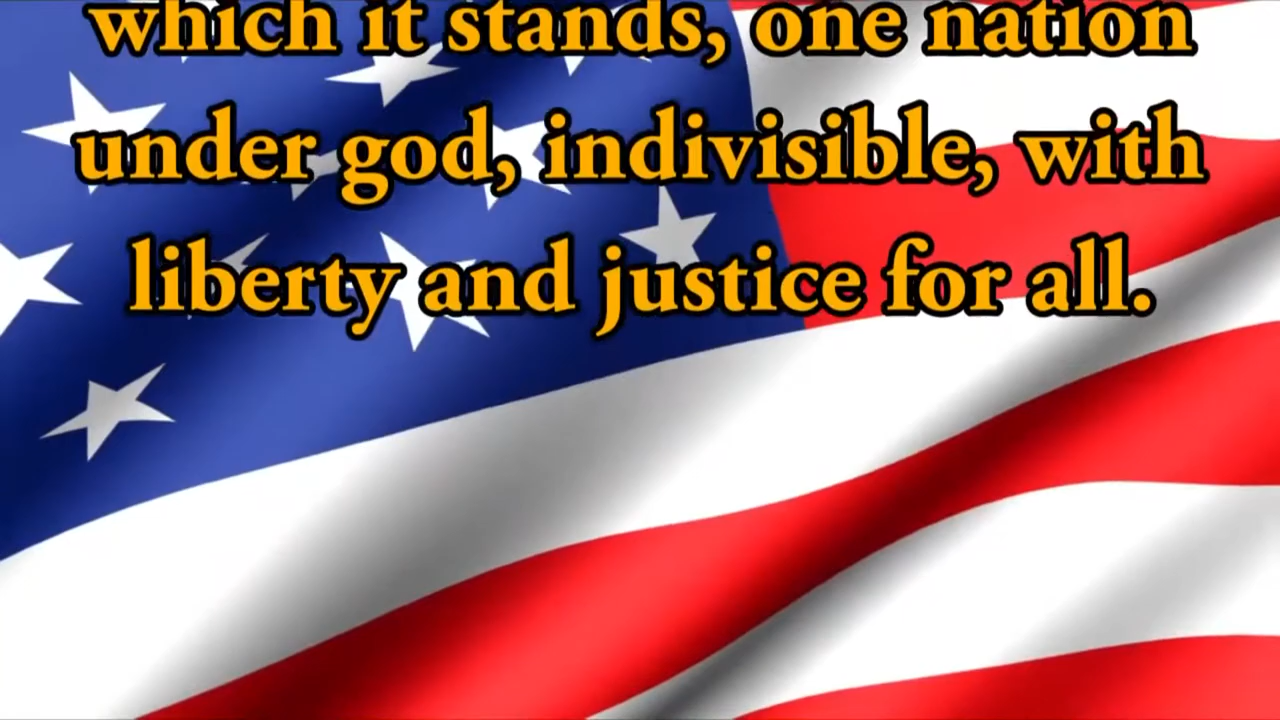 which it stands, one nation
under god, indivisible, with
liberty and justice for all.